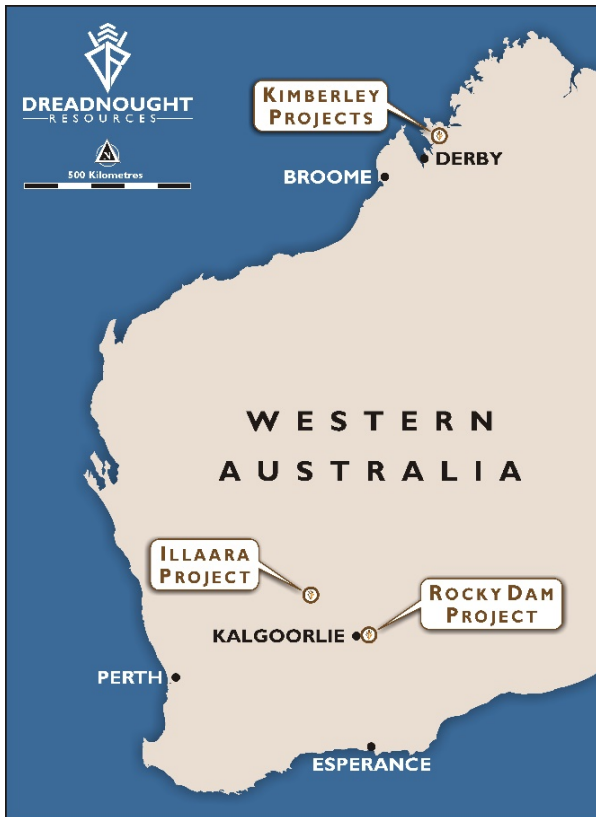 DREADNOUGHT
RESOURCES
N
500 Kilometres
KIMBERLEY
PROJECTS
DERBY
BROOME
WESTERN
AUSTRALIA
ILLAARA
PROJECT
ROCKY DAM
PROJECT
KALGOORLIE
PERTH
ESPERANCE